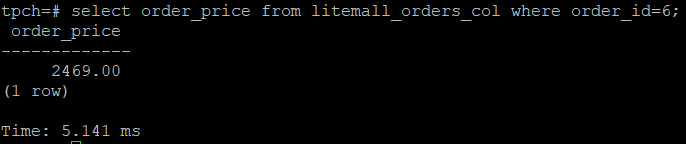 tpch=# select order_price from litemall_orders_col where order_id=6;
 order_price
-------------
     2469.00
(1 row)

Time: 5.141 ms